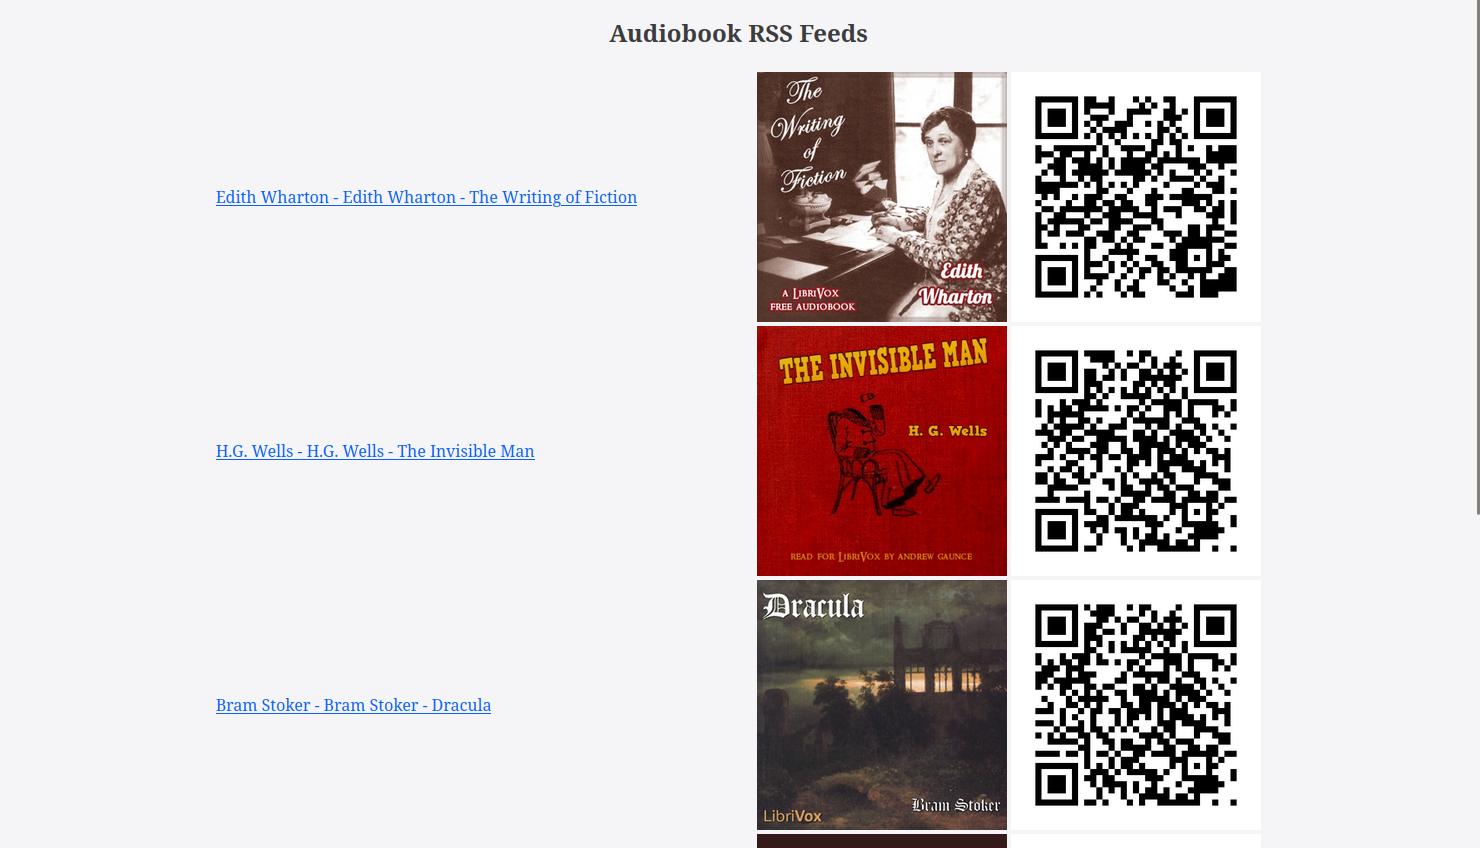 Audiobook RSS Feeds
Edith Wharton - Edith Wharton - The Writing of Fiction
The
Writing
of
Fiction
Edith
Wharton
A LIBRIVOX
FREE AUDIOBOOK
H.G. Wells - H.G. Wells - The Invisible Man
THE INVISIBLE MAN
H. G. Wells
READ FOR LIBRIVOX BY ANDREW GAUNCE
Bram Stoker - Bram Stoker - Dracula
Dracula
Bram Stoker
LibriVox